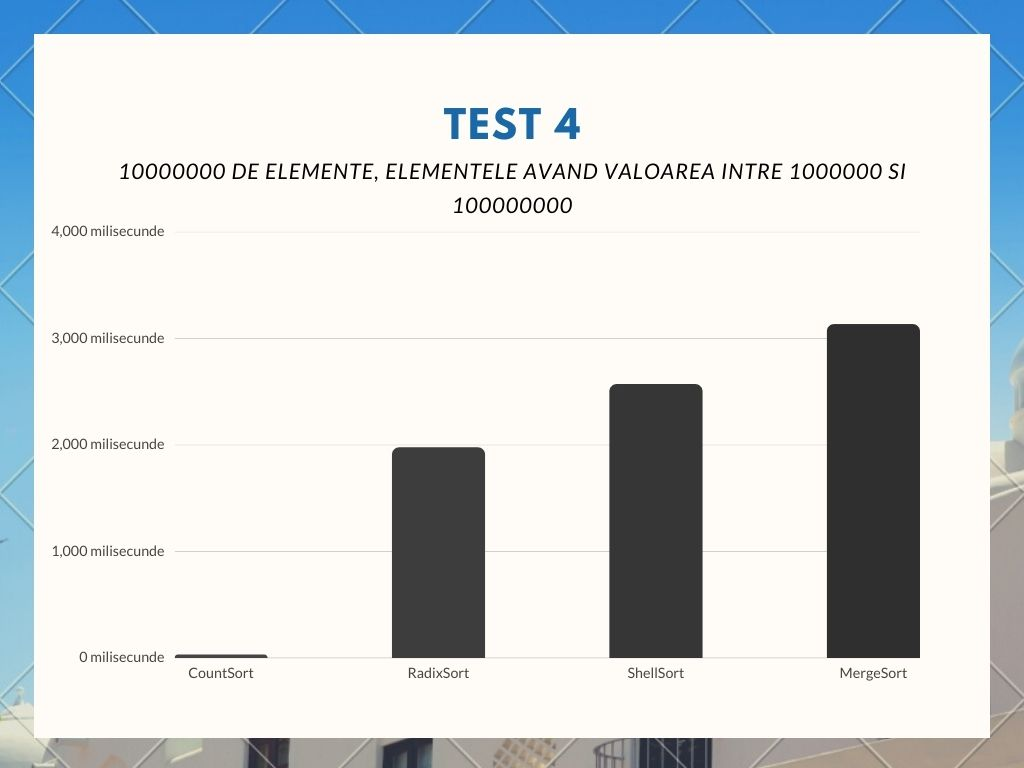 TEST 4
10000000 DE ELEMENTE, ELEMENTELE AVAND VALOAREA INTRE 1000000 SI
100000000
4,000 milisecunde
3,000 milisecunde
2,000 milisecunde
1,000 milisecunde
0 milisecunde
CountSort RadixSort ShellSort MergeSort